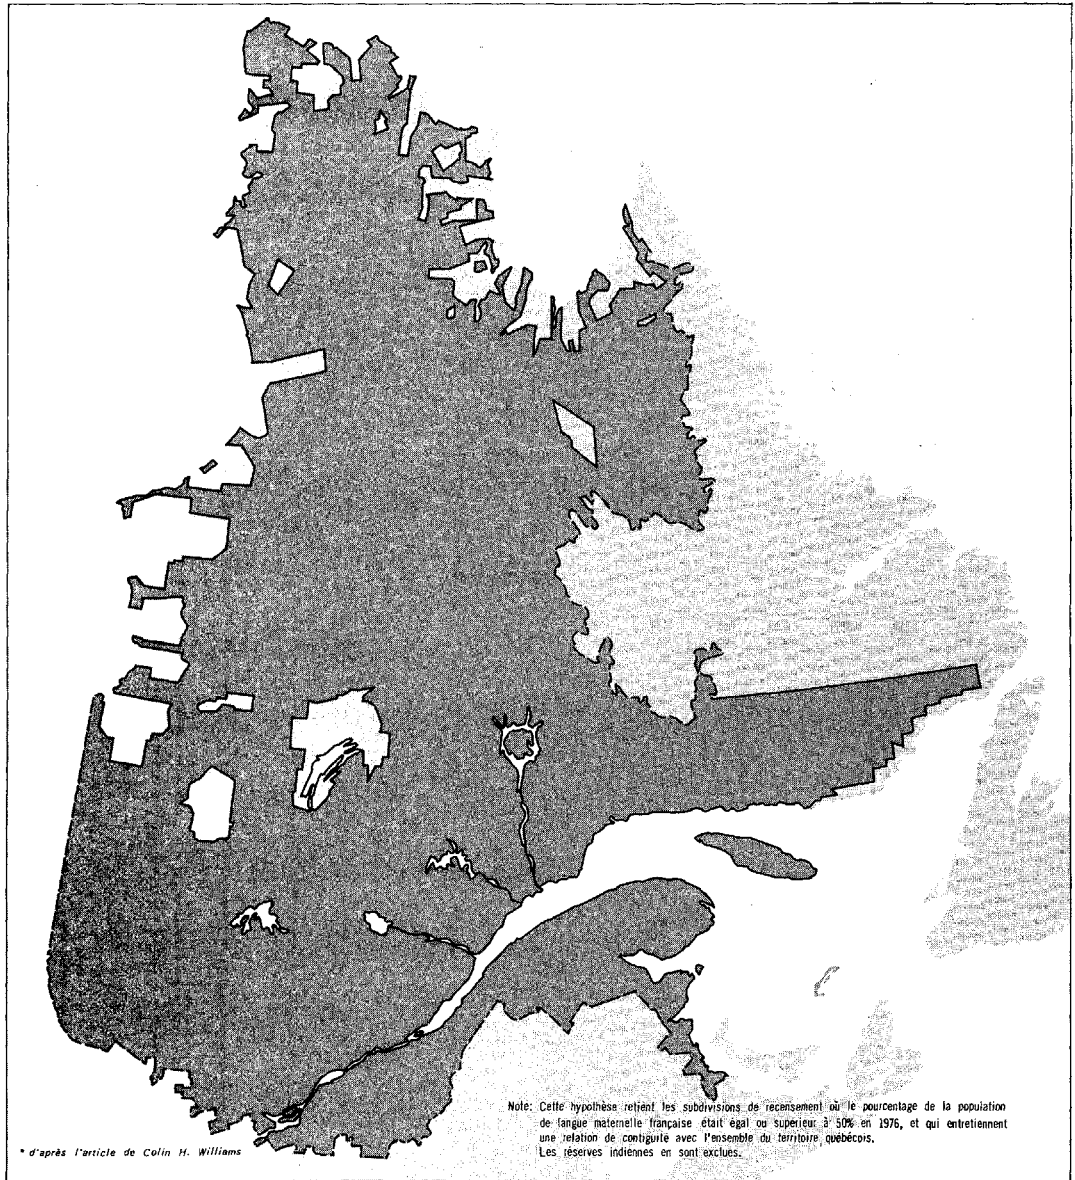 Note: Cette hypothèse retient les subdivisions de recensement où le pourcentage de la population
de langue maternelle française était égal ou supérieur à 50% en 1976, et qui entretiennent
une relation de contiguité avec l'ensemble du territoire québécois.
Les réserves indiennes en sont exclues.
* d'après l'article de Colin H. Williams